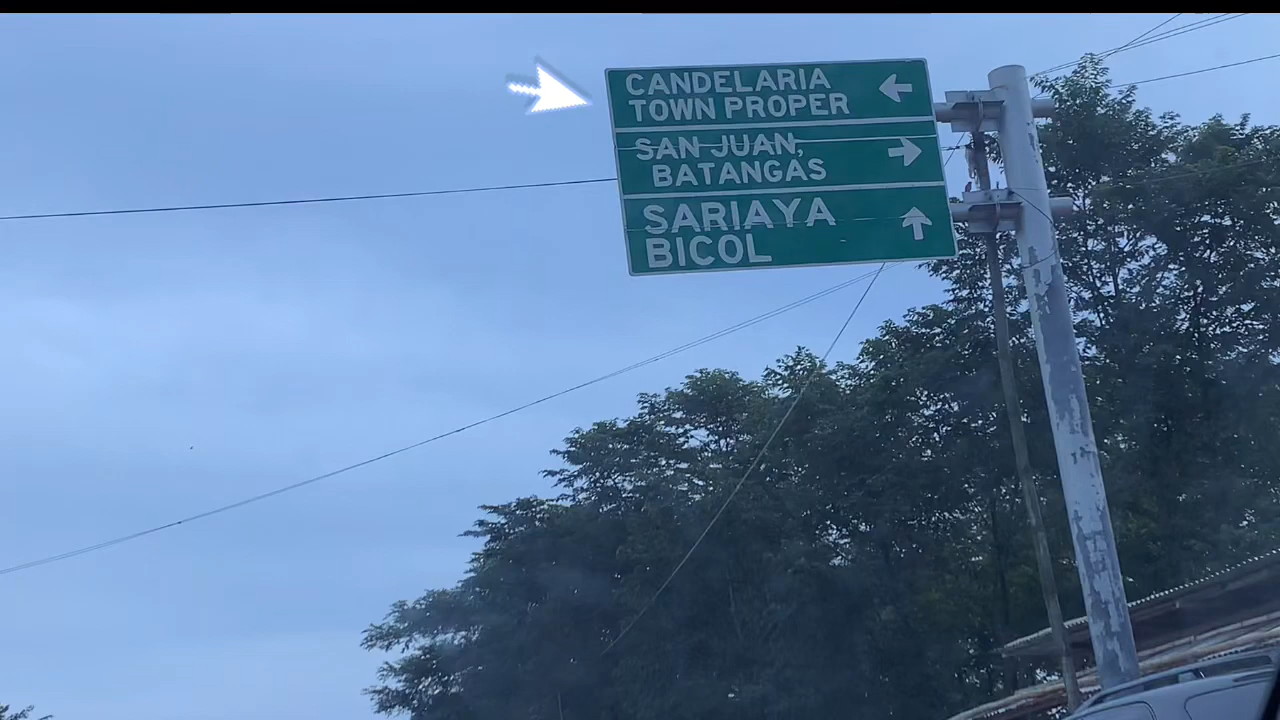 CANDELARIA
TOWN PROPER
SAN JUAN,
BATANGAS
SARIAYA
BICOL